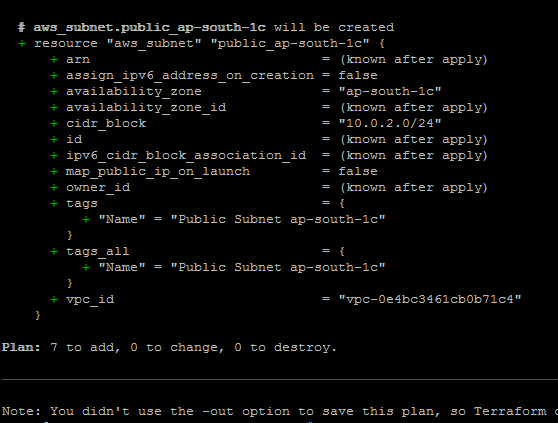 # aws_subnet.public_ap-south-1c will be created
+ resource "aws_subnet" "public_ap-south-1c" {
+ arn = (known after apply)
+ assign_ipv6_address_on_creation = false
+ availability_zone = "ap-south-1c"
+ availability_zone_id = (known after apply)
+ cidr_block = "10.0.2.0/24"
+ id = (known after apply)
+ ipv6_cidr_block_association_id = (known after apply)
+ map_public_ip_on_launch = false
+ owner_id = (known after apply)
+ tags = {
+ "Name" = "Public Subnet ap-south-1c"
}
+ tags_all = {
+ "Name" = "Public Subnet ap-south-1c"
}
+ vpc_id = "vpc-0e4bc3461cb0b71c4"
}
Plan: 7 to add, 0 to change, 0 to destroy.
Note: You didn't use the -out option to save this plan, so Terraform